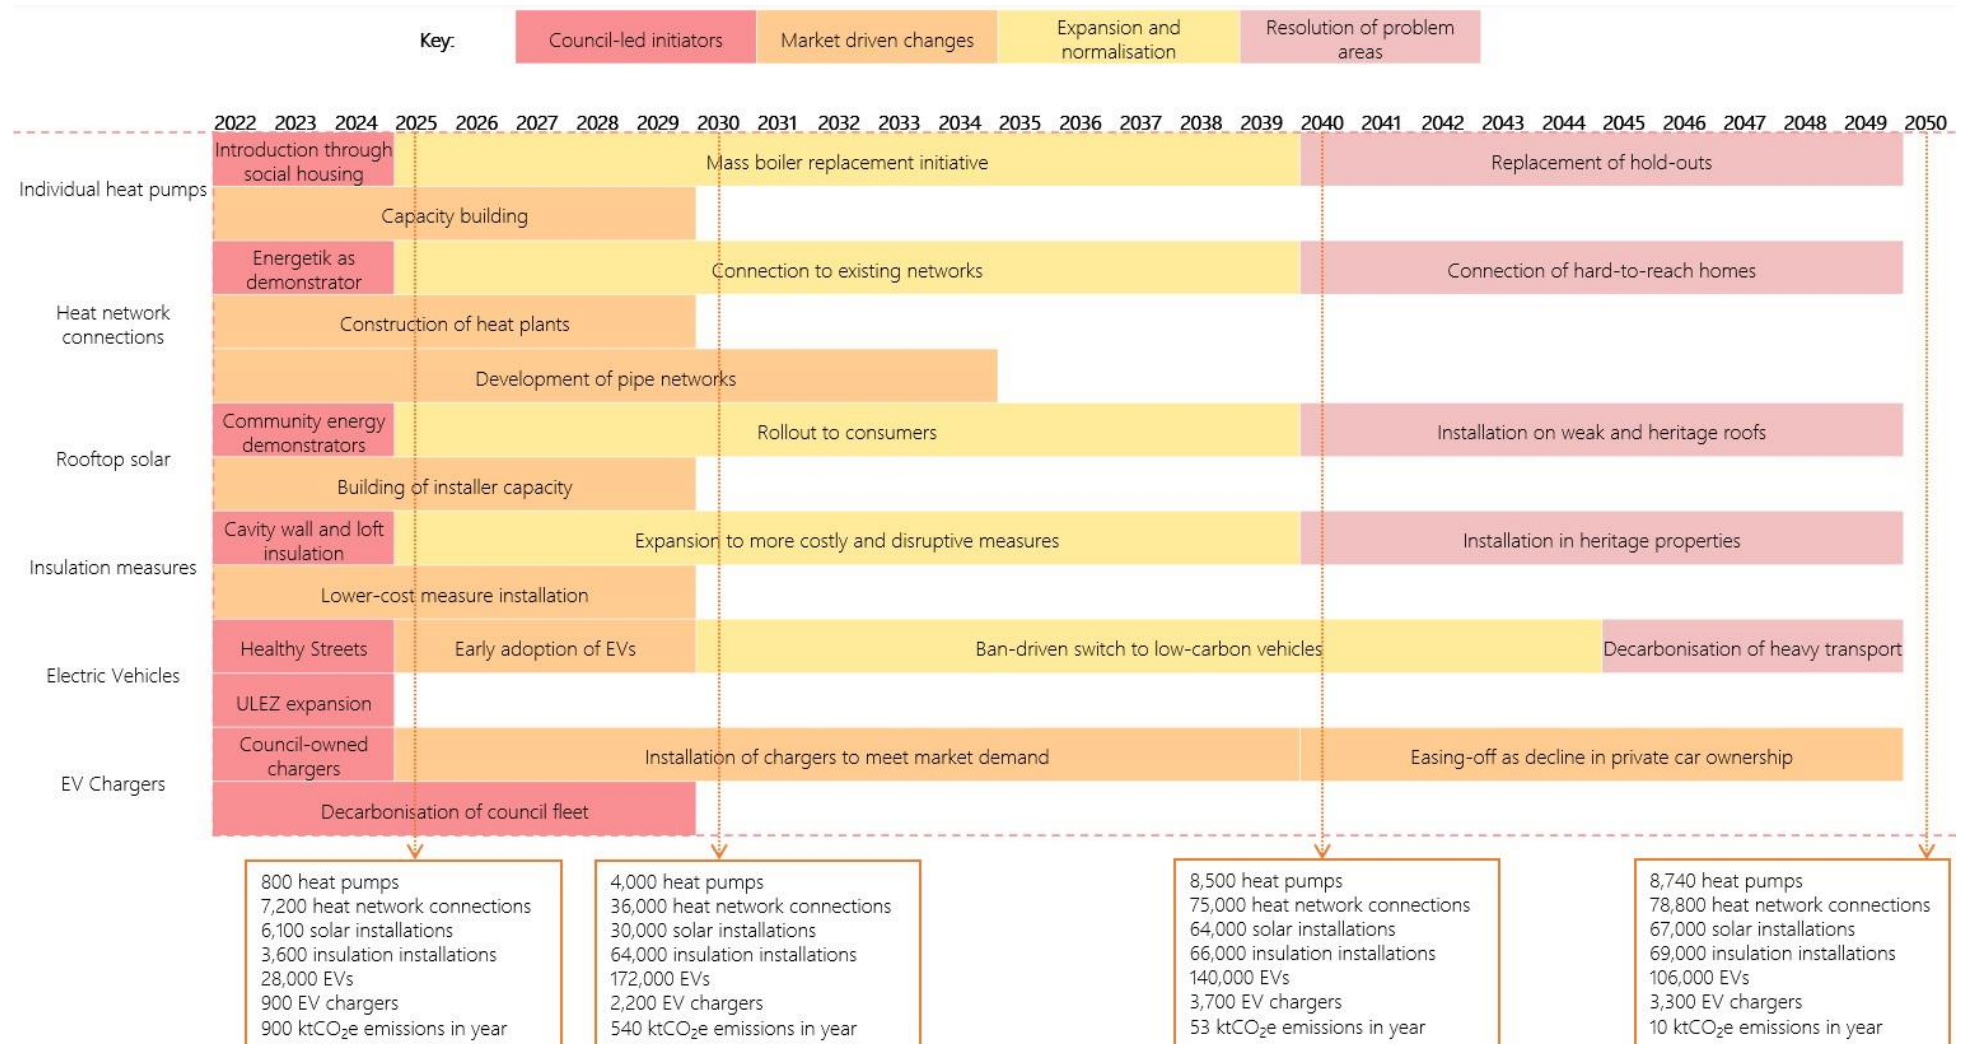 Key:
Council-led initiators
Market driven changes
Expansion and
normalisation
Resolution of problem
areas
2022 2023 2024 2025 2026 2027 2028 2029 2030 2031 2032 2033 2034 2035 2036 2037 2038 2039 2040 2041 2042 2043 2044 2045 2046 2047 2048 2049 2050
Individual heat pumps
Introduction through
social housing
Mass boiler replacement initiative
Replacement of hold-outs
Capacity building
Heat network
connections
Energetik as
demonstrator
Connection to existing networks
Connection of hard-to-reach homes
Construction of heat plants
Development of pipe networks
Rooftop solar
Community energy
demonstrators
Rollout to consumers
Installation on weak and heritage roofs
Building of installer capacity
Insulation measures
Cavity wall and loft
insulation
Expansion to more costly and disruptive measures
Installation in heritage properties
Lower-cost measure installation
Electric Vehicles
Healthy Streets
Early adoption of EVs
Ban-driven switch to low-carbon vehicles
Decarbonisation of heavy transport
ULEZ expansion
EV Chargers
Council-owned
chargers
Installation of chargers to meet market demand
Easing-off as decline in private car ownership
Decarbonisation of council fleet
800 heat pumps
7,200 heat network connections
6,100 solar installations
3,600 insulation installations
28,000 EVs
900 EV chargers
900 ktCO₂e emissions in year
4,000 heat pumps
36,000 heat network connections
30,000 solar installations
64,000 insulation installations
172,000 EVs
2,200 EV chargers
540 ktCO₂e emissions in year
8,500 heat pumps
75,000 heat network connections
64,000 solar installations
66,000 insulation installations
140,000 EVs
3,700 EV chargers
53 ktCO₂e emissions in year
8,740 heat pumps
78,800 heat network connections
67,000 solar installations
69,000 insulation installations
106,000 EVs
3,300 EV chargers
10 ktCO₂e emissions in year